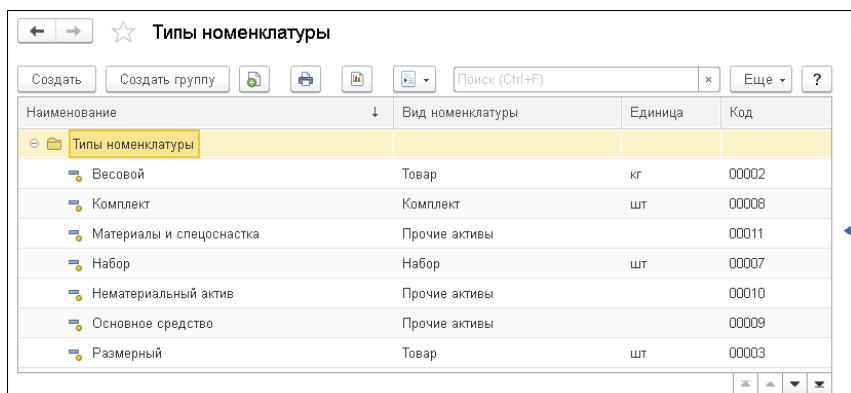 Типы номенклатуры
Создать Создать группу Поиск (Ctrl+F) × Еще ?
Наименование ↓ Вид номенклатуры Единица Код
Типы номенклатуры
Весовой Товар кг 00002
Комплект Комплект шт 00008
Материалы и спецоснастка Прочие активы 00011
Набор Набор шт 00007
Нематериальный актив Прочие активы 00010
Основное средство Прочие активы 00009
Размерный Товар шт 00003